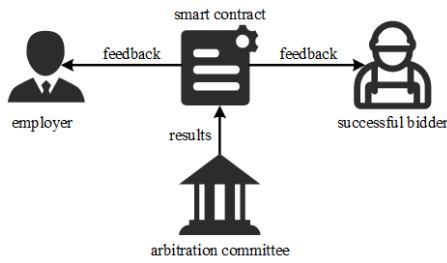 smart contract
feedback
feedback
employer
successful bidder
results
arbitration committee